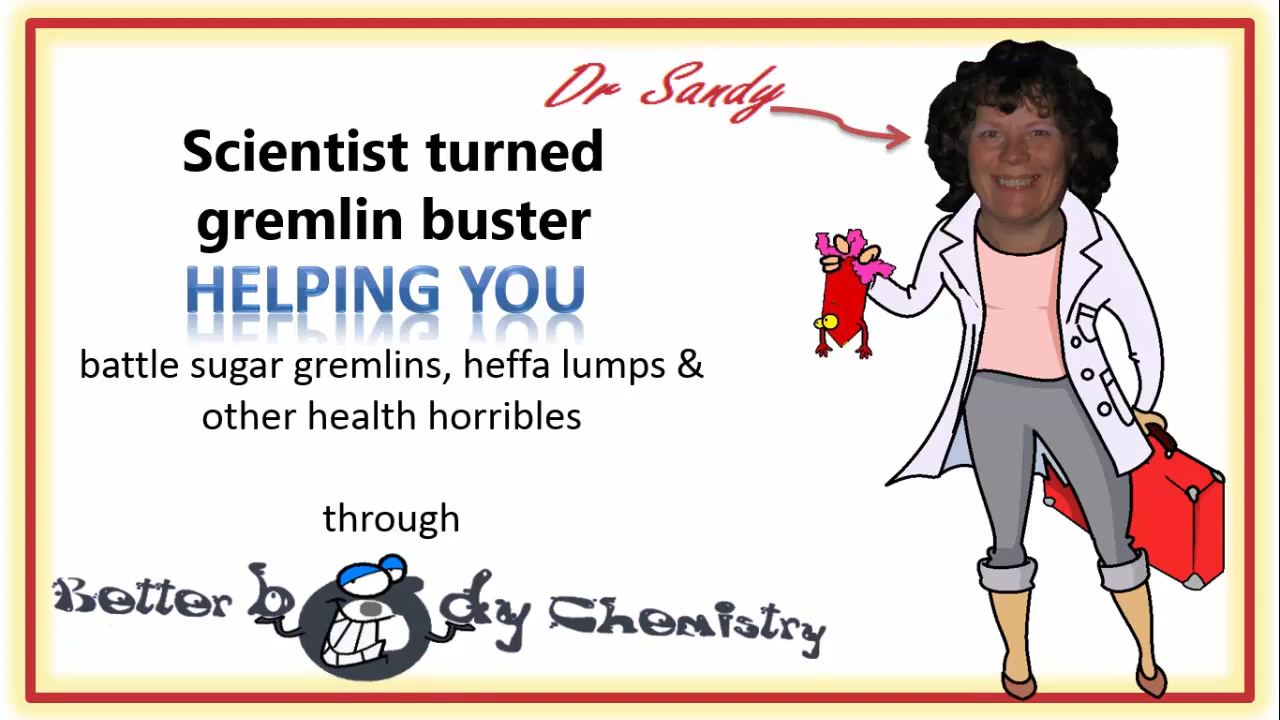 Dr Sandy
Scientist turned
gremlin buster
HELPING YOU
battle sugar gremlins, heffa lumps &
other health horribles
through
Better body Chemistry